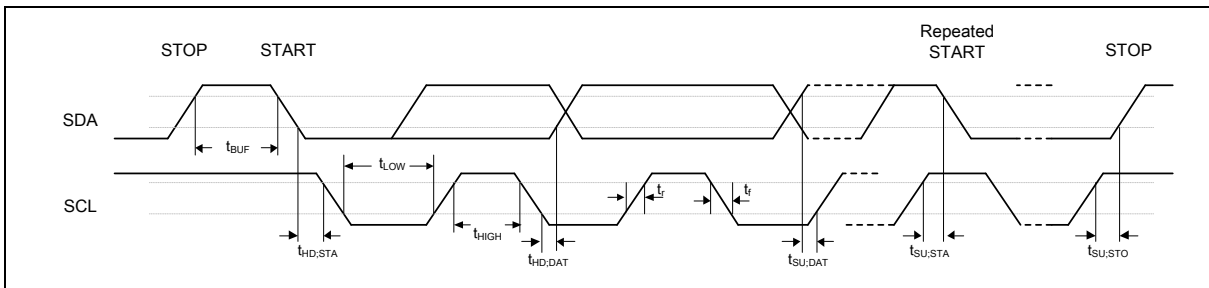 Repeated
STOP START START STOP
SDA
tBUF
tLOW
SCL
tr tf
tHIGH
tHD;STA tHD;DAT tSU;DAT tSU;STA tSU;STO